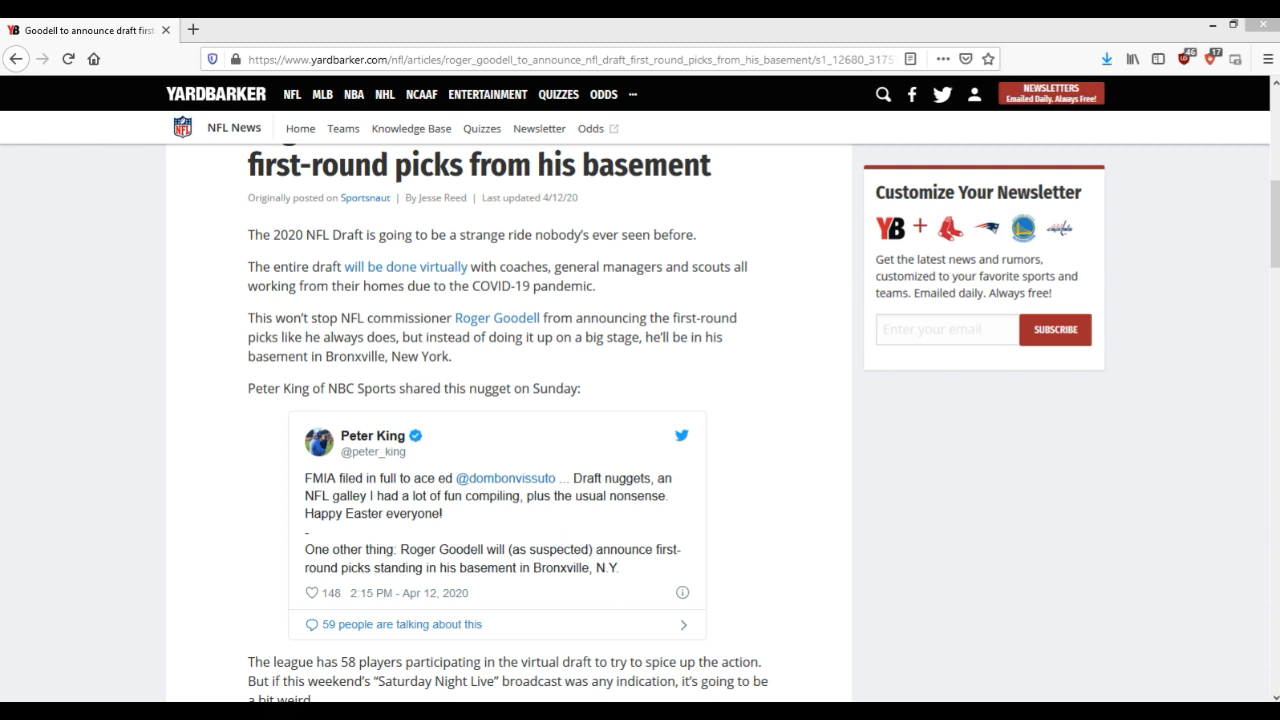 Goodell to announce draft first
https://www.yardbarker.com/nfl/articles/roger_goodell_to_announce_nfl_draft_first_round_picks_from_his_basement/s1_12680_3175
46
17
YARDBARKER NFL MLB NBA NHL NCAAF ENTERTAINMENT QUIZZES ODDS
NEWSLETTERS
Emailed Daily. Always Free!
NFL News Home Teams Knowledge Base Quizzes Newsletter Odds
first-round picks from his basement
Originally posted on Sportsnaut | By Jesse Reed | Last updated 4/12/20
The 2020 NFL Draft is going to be a strange ride nobody's ever seen before.
The entire draft will be done virtually with coaches, general managers and scouts all
working from their homes due to the COVID-19 pandemic.
This won't stop NFL commissioner Roger Goodell from announcing the first-round
picks like he always does, but instead of doing it up on a big stage, he'll be in his
basement in Bronxville, New York.
Peter King of NBC Sports shared this nugget on Sunday:
Peter King
@peter_king
FMIA filed in full to ace ed @dombonvissuto ... Draft nuggets, an
NFL galley I had a lot of fun compiling, plus the usual nonsense.
Happy Easter everyone!
-
One other thing: Roger Goodell will (as suspected) announce first-
round picks standing in his basement in Bronxville, N.Y.
148 2:15 PM - Apr 12, 2020
59 people are talking about this
The league has 58 players participating in the virtual draft to try to spice up the action.
But if this weekend's "Saturday Night Live" broadcast was any indication, it's going to be
a bit weird
Customize Your Newsletter
YB +
Get the latest news and rumors,
customized to your favorite sports and
teams. Emailed daily. Always free!
Enter your email SUBSCRIBE